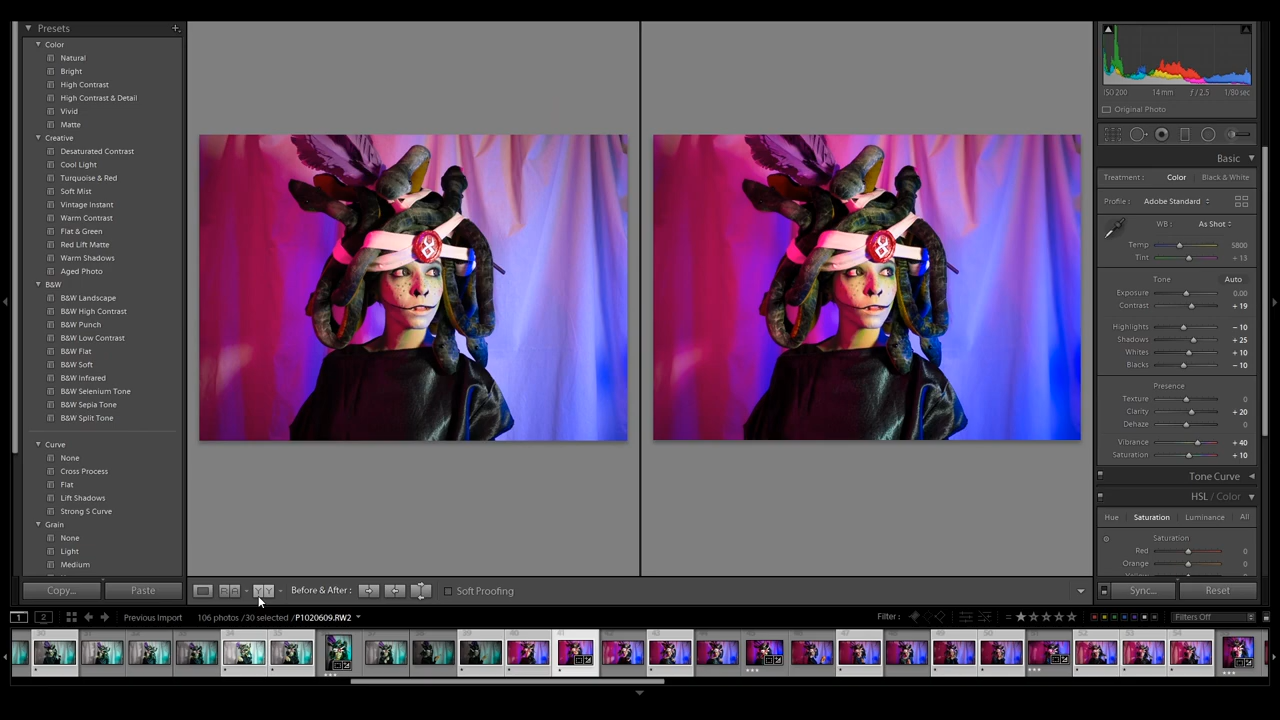 Presets
Color
Natural
Bright
High Contrast
High Contrast & Detail
Vivid
Matte
Creative
Desaturated Contrast
Cool Light
Turquoise & Red
Soft Mist
Vintage Instant
Warm Contrast
Flat & Green
Red Lift Matte
Warm Shadows
Aged Photo
B&W
B&W Landscape
B&W High Contrast
B&W Punch
B&W Low Contrast
B&W Flat
B&W Soft
B&W Infrared
B&W Selenium Tone
B&W Sepia Tone
B&W Split Tone
Curve
None
Cross Process
Flat
Lift Shadows
Strong S Curve
Grain
None
Light
Medium
Copy... Paste
Before & After : Soft Proofing
ISO 200 14 mm ƒ / 2.5 1/80 sec
Original Photo
Basic
Treatment : Color Black & White
Profile : Adobe Standard
WB : As Shot
Temp 5800
Tint + 13
Tone Auto
Exposure 0.00
Contrast + 19
Highlights – 10
Shadows + 25
Whites + 10
Blacks – 10
Presence
Texture 0
Clarity + 20
Dehaze 0
Vibrance + 40
Saturation + 10
Tone Curve
HSL / Color
Hue Saturation Luminance All
Saturation
Red 0
Orange 0
Sync... Reset
1 2 Previous Import 106 photos / 30 selected / P1020609.RW2 Filter : Filters Off